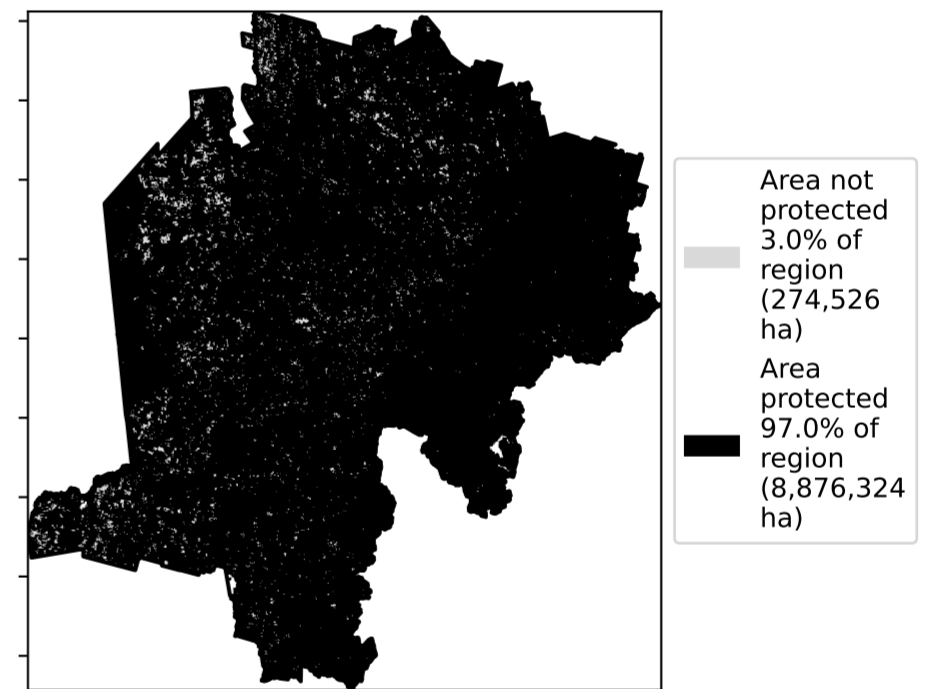 Area not
protected
3.0% of
region
(274,526
ha)
Area
protected
97.0% of
region
(8,876,324
ha)